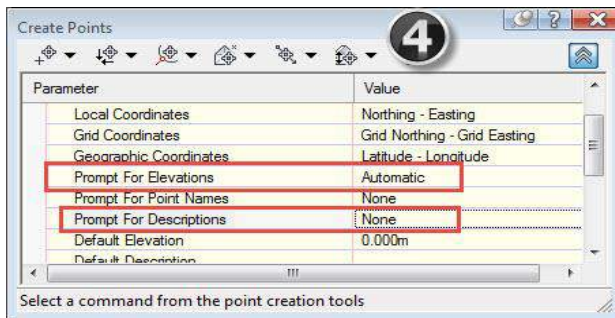 Create Points
4
Parameter Value
Local Coordinates Northing - Easting
Grid Coordinates Grid Northing - Grid Easting
Geographic Coordinates Latitude - Longitude
Prompt For Elevations Automatic
Prompt For Point Names None
Prompt For Descriptions None
Default Elevation 0.000m
Default Description
Select a command from the point creation tools